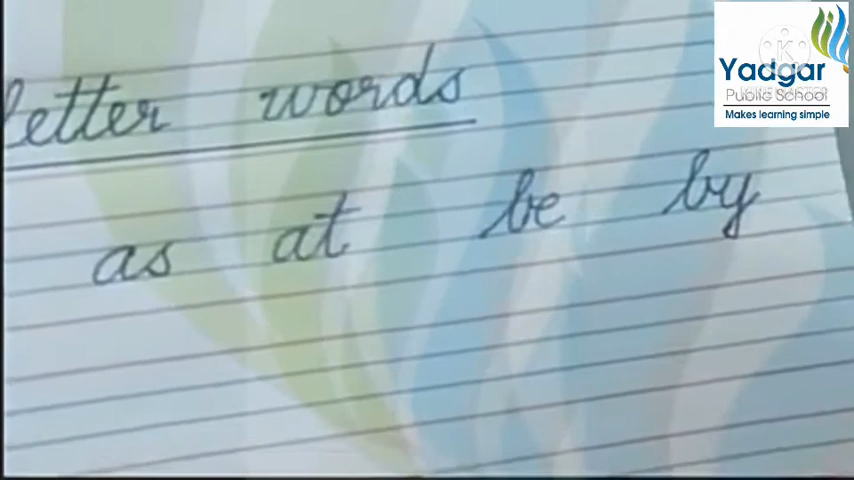 letter words
as at be by
Yadgar
Public School
Makes learning simple